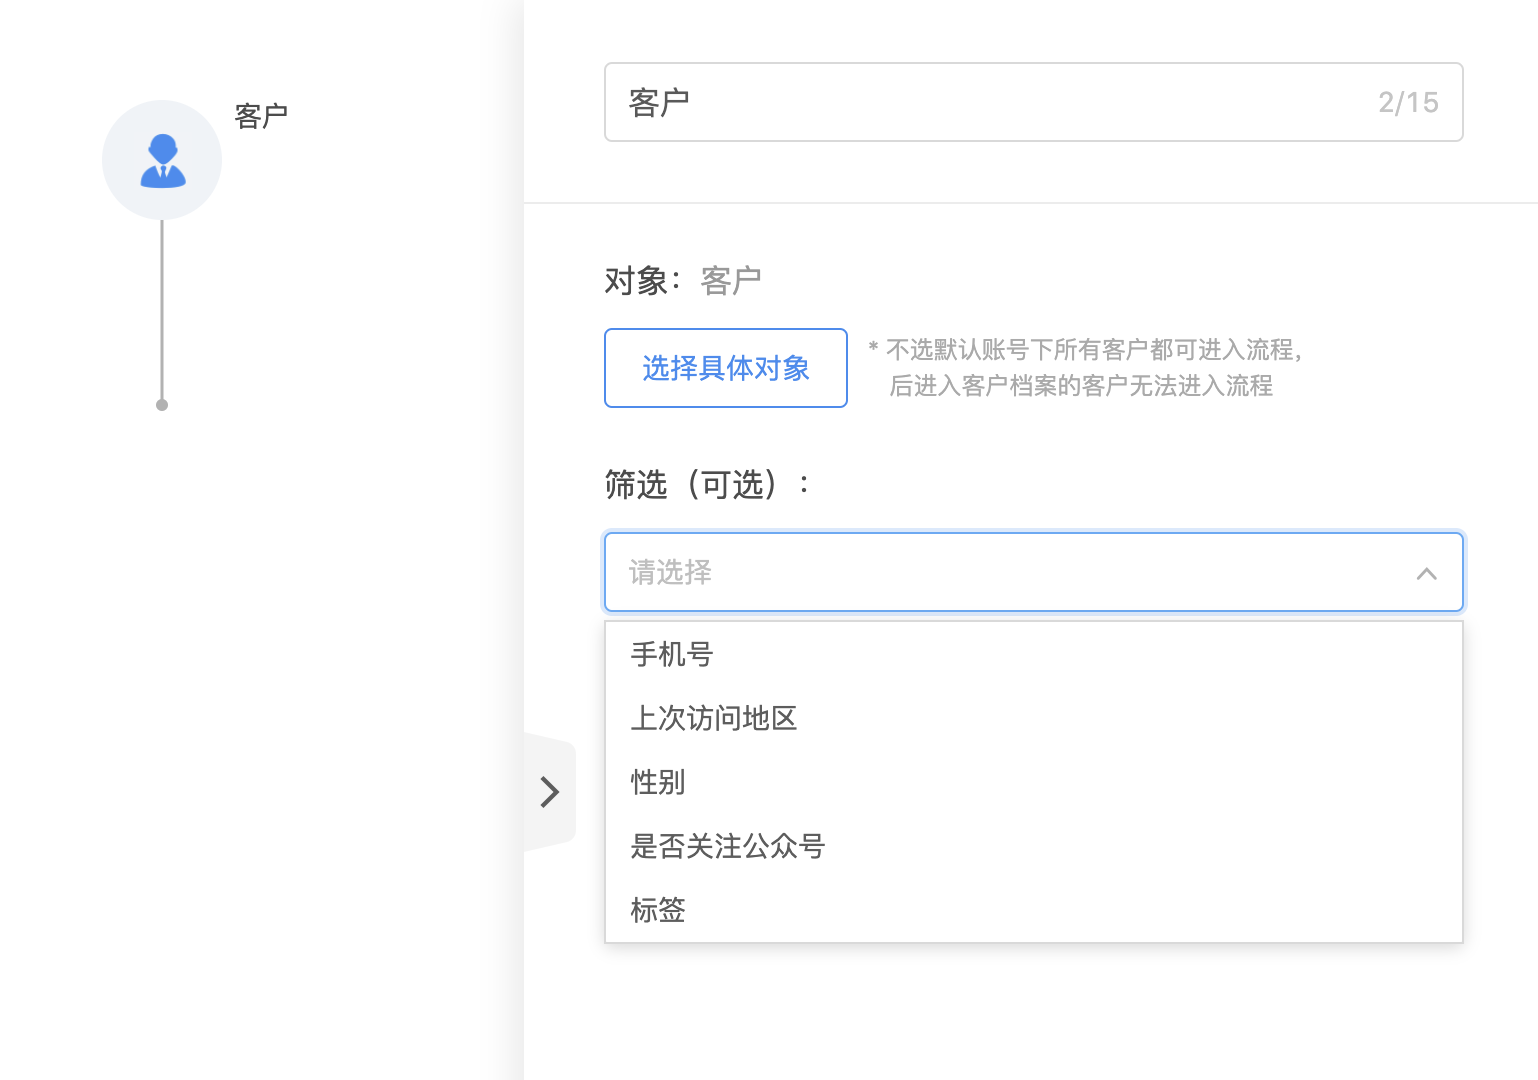 客户
客户
2/15
对象：客户
选择具体对象
* 不选默认账号下所有客户都可进入流程，
后进入客户档案的客户无法进入流程
筛选（可选）：
请选择
手机号
上次访问地区
性别
是否关注公众号
标签